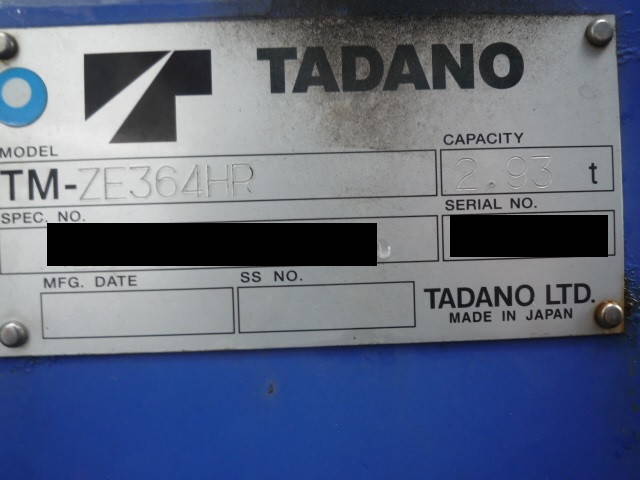 TADANO
MODEL
TM-ZE364HR
CAPACITY
2.93 t
SPEC. NO.
SERIAL NO.
MFG. DATE
SS NO.
TADANO LTD.
MADE IN JAPAN